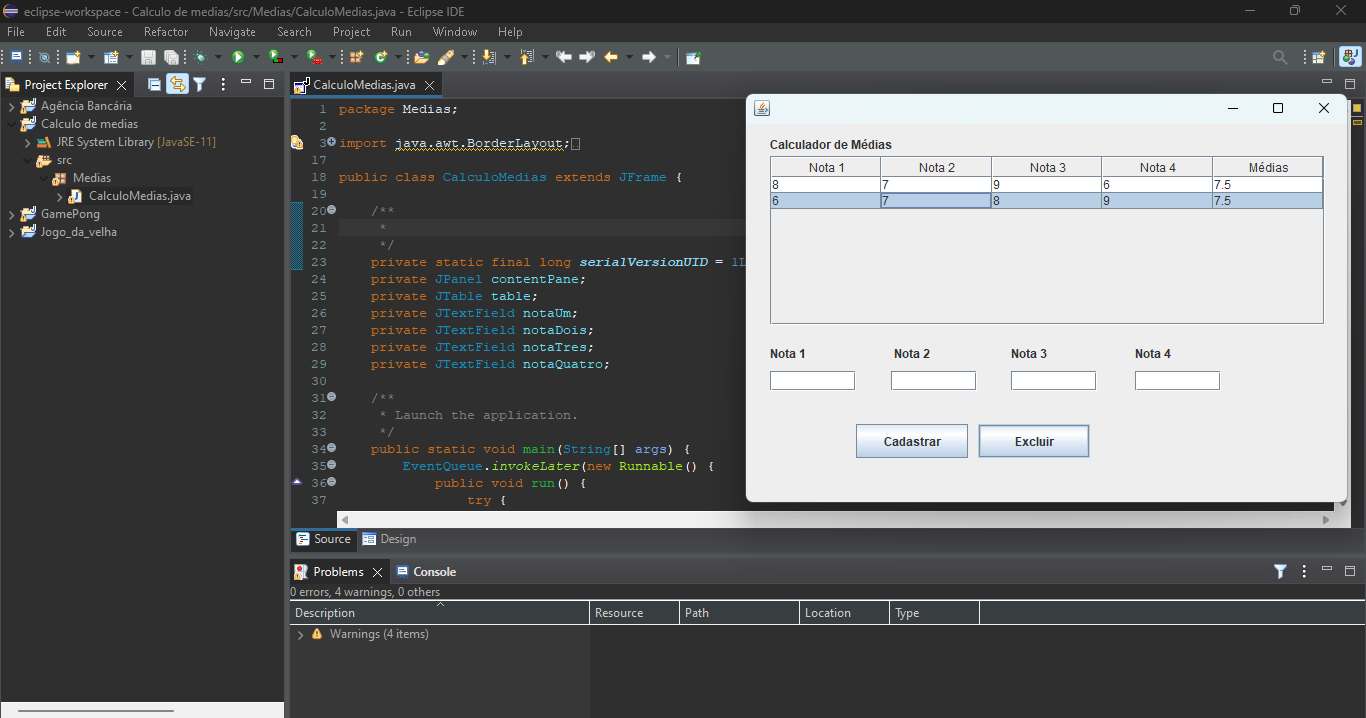 eclipse-workspace - Calculo de medias/src/Medias/CalculoMedias.java - Eclipse IDE
File Edit Source Refactor Navigate Search Project Run Window Help
Project Explorer
Agência Bancária
Calculo de medias
JRE System Library [JavaSE-11]
src
Medias
CalculoMedias.java
GamePong
Jogo_da_velha
CalculoMedias.java
1 package Medias;
2
3 import java.awt.BorderLayout;
17
18 public class CalculoMedias extends JFrame {
19
20 /**
21 *
22 */
23 private static final long serialVersionUID = 1L
24 private JPanel contentPane;
25 private JTable table;
26 private JTextField notaUm;
27 private JTextField notaDois;
28 private JTextField notaTres;
29 private JTextField notaQuatro;
30
31 /**
32 * Launch the application.
33 */
34 public static void main(String[] args) {
35 EventQueue.invokeLater(new Runnable() {
36 public void run() {
37 try {
Source Design
Calculador de Médias
Nota 1 Nota 2 Nota 3 Nota 4 Médias
8 7 9 6 7.5
6 7 8 9 7.5
Nota 1 Nota 2 Nota 3 Nota 4
Cadastrar Excluir
Problems Console
0 errors, 4 warnings, 0 others
Description Resource Path Location Type
Warnings (4 items)